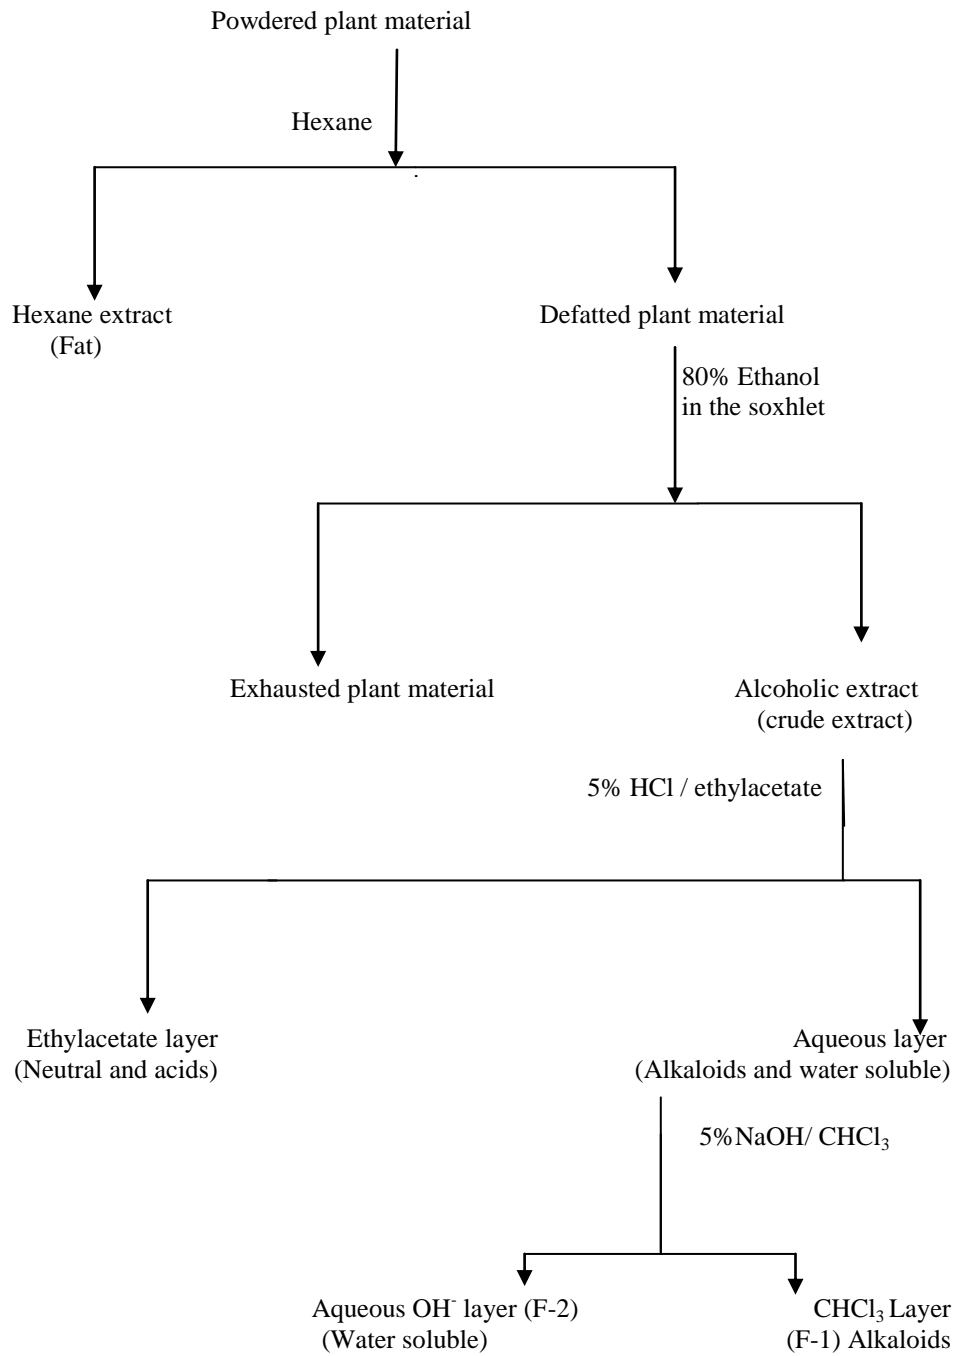 Powdered plant material
Hexane
Hexane extract
(Fat)
Defatted plant material
80% Ethanol
in the soxhlet
Exhausted plant material
Alcoholic extract
(crude extract)
5% HCl / ethylacetate
Ethylacetate layer
(Neutral and acids)
Aqueous layer
(Alkaloids and water soluble)
5%NaOH/ CHCl₃
Aqueous OH⁻ layer (F-2)
(Water soluble)
CHCl₃ Layer
(F-1) Alkaloids